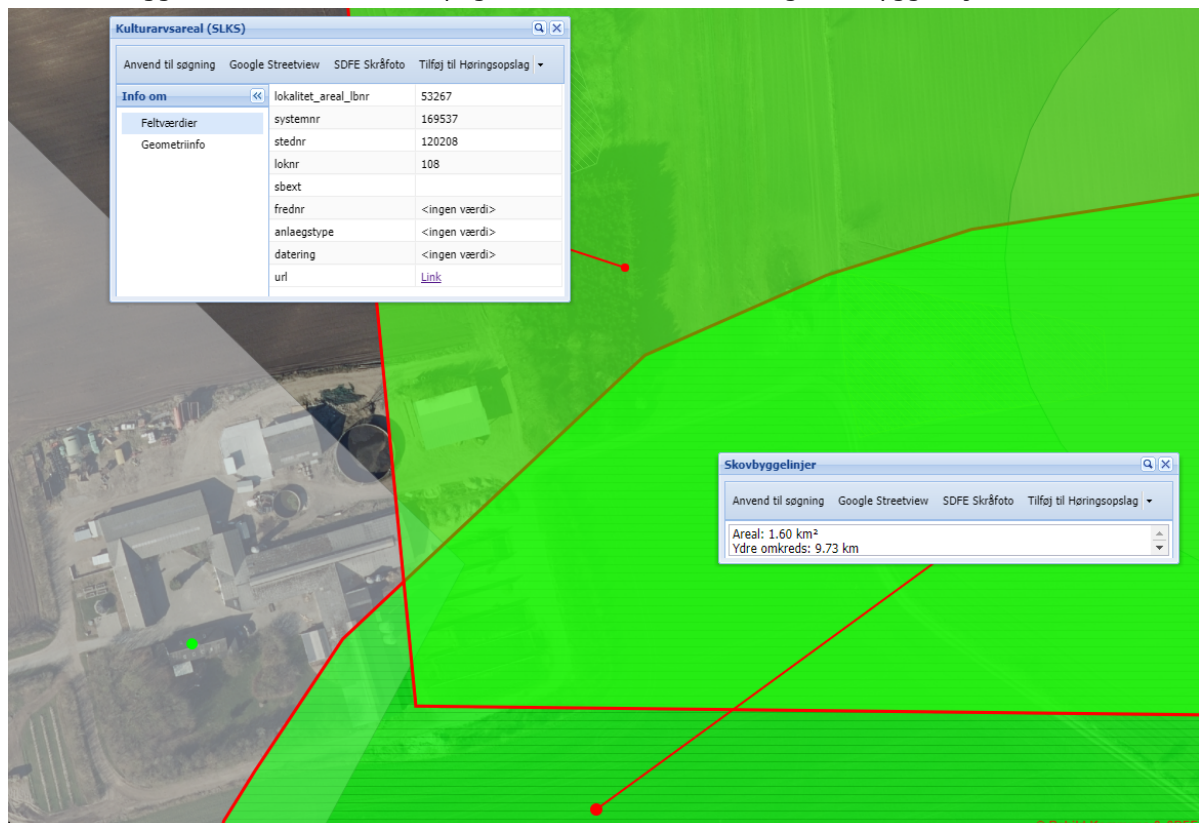 Kulturarvsareal (SLKS)
Anvend til søgning Google Streetview SDFE Skråfoto Tilføj til Høringsopslag
Info om
Feltværdier
Geometriinfo
lokalitet_areal_lbnr 53267
systemnr 169537
stednr 120208
loknr 108
sbext
frednr <ingen værdi>
anlaegstype <ingen værdi>
datering <ingen værdi>
url Link
Skovbyggelinjer
Anvend til søgning Google Streetview SDFE Skråfoto Tilføj til Høringsopslag
Areal: 1.60 km²
Ydre omkreds: 9.73 km